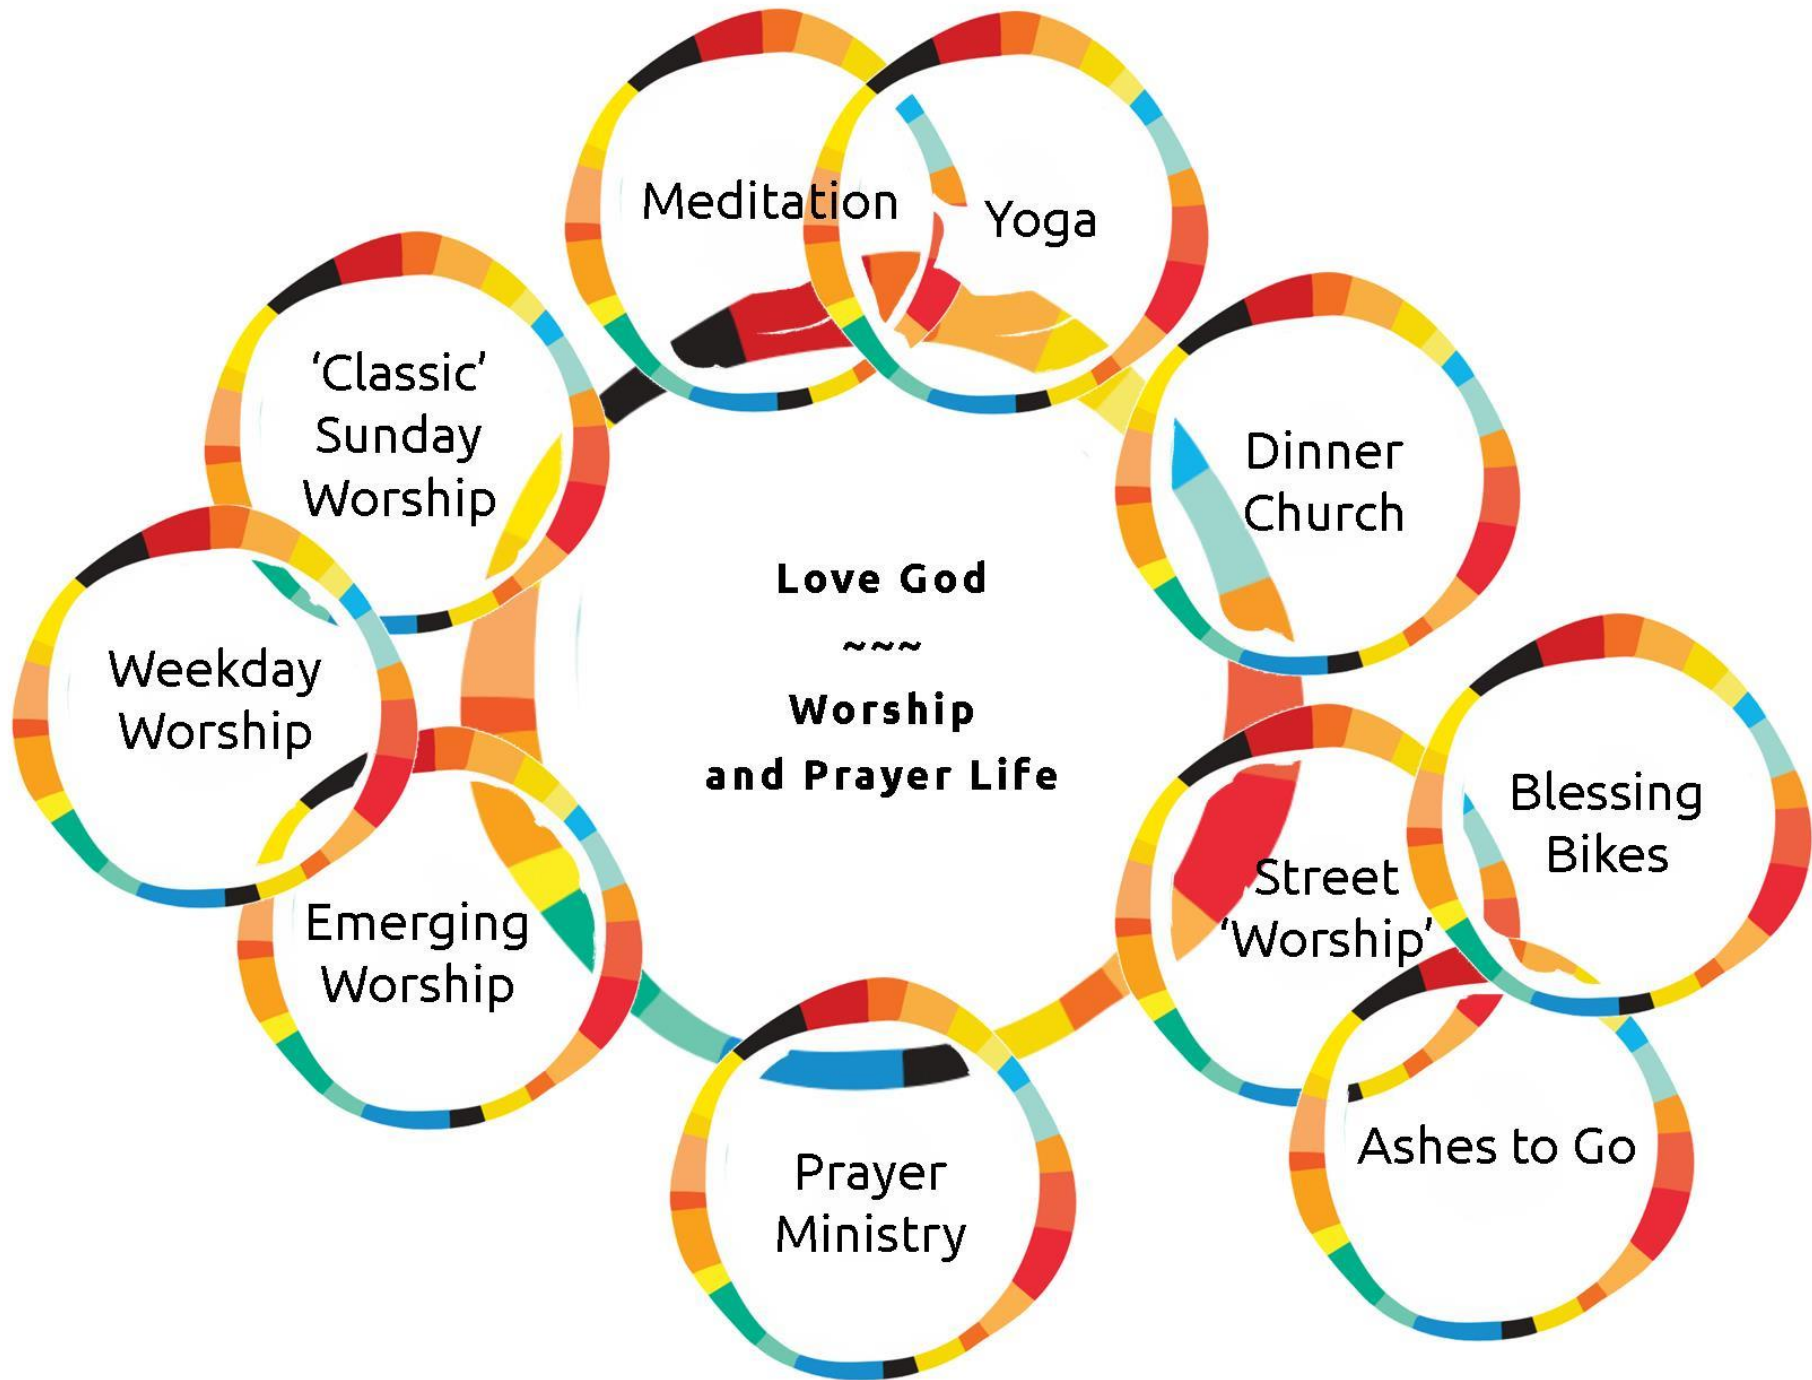 Meditation
Yoga
‘Classic’
Sunday
Worship
Dinner
Church
Love God
~~~
Worship
and Prayer Life
Weekday
Worship
Blessing
Bikes
Street
‘Worship’
Emerging
Worship
Ashes to Go
Prayer
Ministry